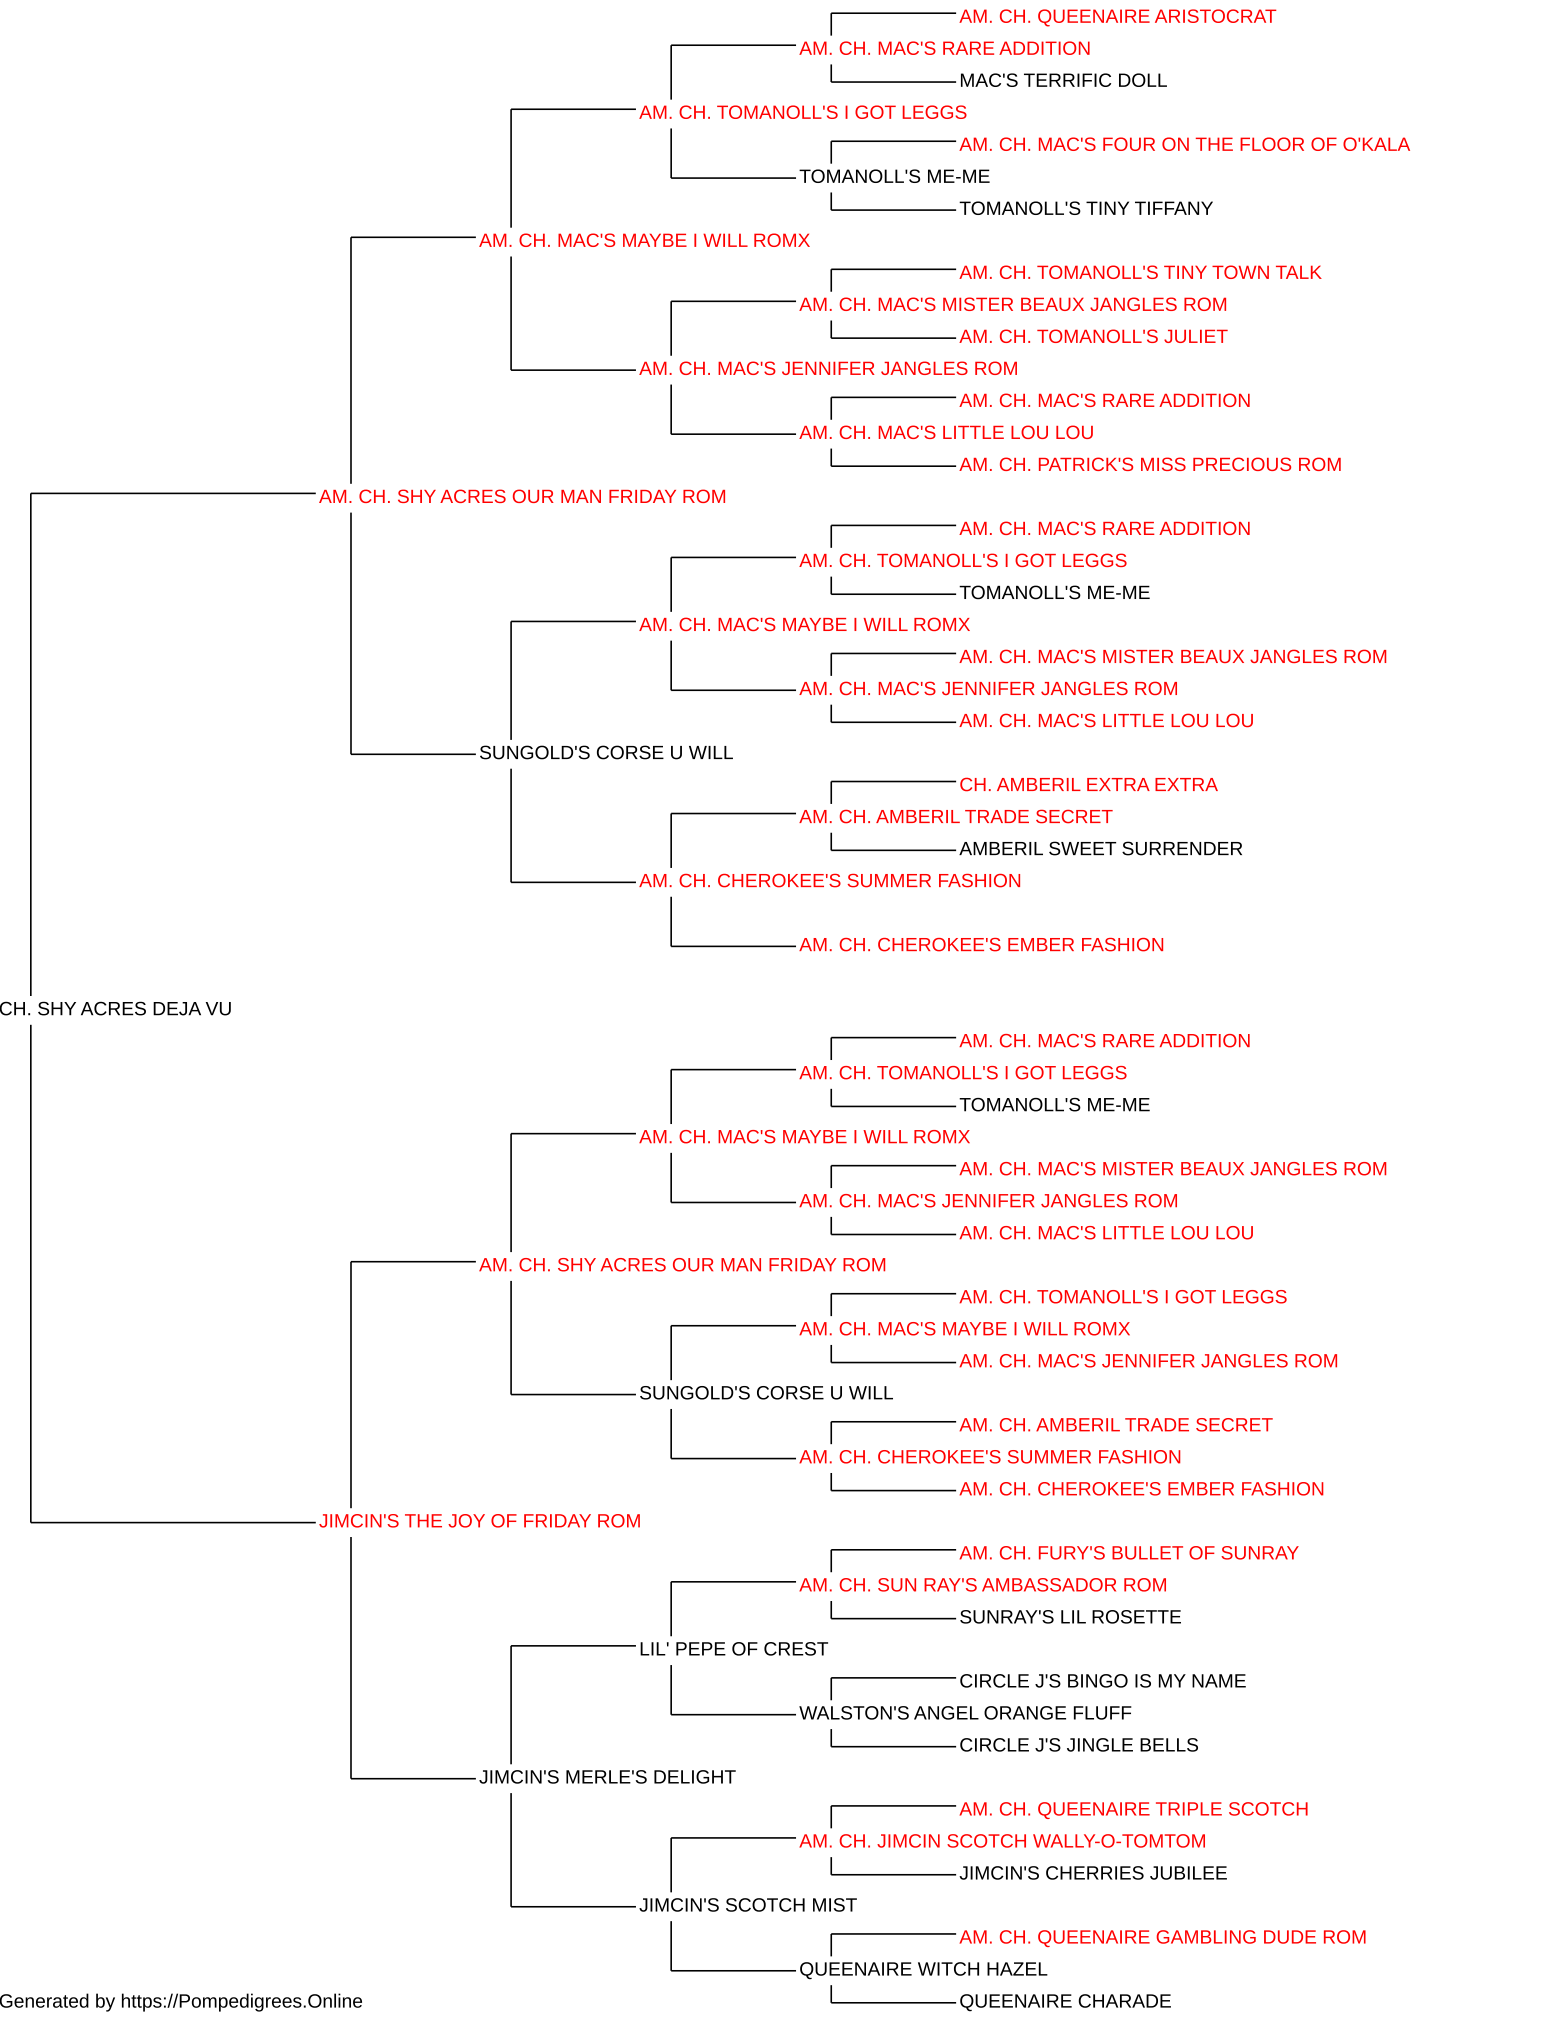 AM. CH. QUEENAIRE ARISTOCRAT
AM. CH. MAC'S RARE ADDITION
MAC'S TERRIFIC DOLL
AM. CH. TOMANOLL'S I GOT LEGGS
AM. CH. MAC'S FOUR ON THE FLOOR OF O'KALA
TOMANOLL'S ME-ME
TOMANOLL'S TINY TIFFANY
AM. CH. MAC'S MAYBE I WILL ROMX
AM. CH. TOMANOLL'S TINY TOWN TALK
AM. CH. MAC'S MISTER BEAUX JANGLES ROM
AM. CH. TOMANOLL'S JULIET
AM. CH. MAC'S JENNIFER JANGLES ROM
AM. CH. MAC'S RARE ADDITION
AM. CH. MAC'S LITTLE LOU LOU
AM. CH. PATRICK'S MISS PRECIOUS ROM
AM. CH. SHY ACRES OUR MAN FRIDAY ROM
AM. CH. MAC'S RARE ADDITION
AM. CH. TOMANOLL'S I GOT LEGGS
TOMANOLL'S ME-ME
AM. CH. MAC'S MAYBE I WILL ROMX
AM. CH. MAC'S MISTER BEAUX JANGLES ROM
AM. CH. MAC'S JENNIFER JANGLES ROM
AM. CH. MAC'S LITTLE LOU LOU
SUNGOLD'S CORSE U WILL
CH. AMBERIL EXTRA EXTRA
AM. CH. AMBERIL TRADE SECRET
AMBERIL SWEET SURRENDER
AM. CH. CHEROKEE'S SUMMER FASHION
AM. CH. CHEROKEE'S EMBER FASHION
CH. SHY ACRES DEJA VU
AM. CH. MAC'S RARE ADDITION
AM. CH. TOMANOLL'S I GOT LEGGS
TOMANOLL'S ME-ME
AM. CH. MAC'S MAYBE I WILL ROMX
AM. CH. MAC'S MISTER BEAUX JANGLES ROM
AM. CH. MAC'S JENNIFER JANGLES ROM
AM. CH. MAC'S LITTLE LOU LOU
AM. CH. SHY ACRES OUR MAN FRIDAY ROM
AM. CH. TOMANOLL'S I GOT LEGGS
AM. CH. MAC'S MAYBE I WILL ROMX
AM. CH. MAC'S JENNIFER JANGLES ROM
SUNGOLD'S CORSE U WILL
AM. CH. AMBERIL TRADE SECRET
AM. CH. CHEROKEE'S SUMMER FASHION
AM. CH. CHEROKEE'S EMBER FASHION
JIMCIN'S THE JOY OF FRIDAY ROM
AM. CH. FURY'S BULLET OF SUNRAY
AM. CH. SUN RAY'S AMBASSADOR ROM
SUNRAY'S LIL ROSETTE
LIL' PEPE OF CREST
CIRCLE J'S BINGO IS MY NAME
WALSTON'S ANGEL ORANGE FLUFF
CIRCLE J'S JINGLE BELLS
JIMCIN'S MERLE'S DELIGHT
AM. CH. QUEENAIRE TRIPLE SCOTCH
AM. CH. JIMCIN SCOTCH WALLY-O-TOMTOM
JIMCIN'S CHERRIES JUBILEE
JIMCIN'S SCOTCH MIST
AM. CH. QUEENAIRE GAMBLING DUDE ROM
QUEENAIRE WITCH HAZEL
QUEENAIRE CHARADE
Generated by https://Pompedigrees.Online